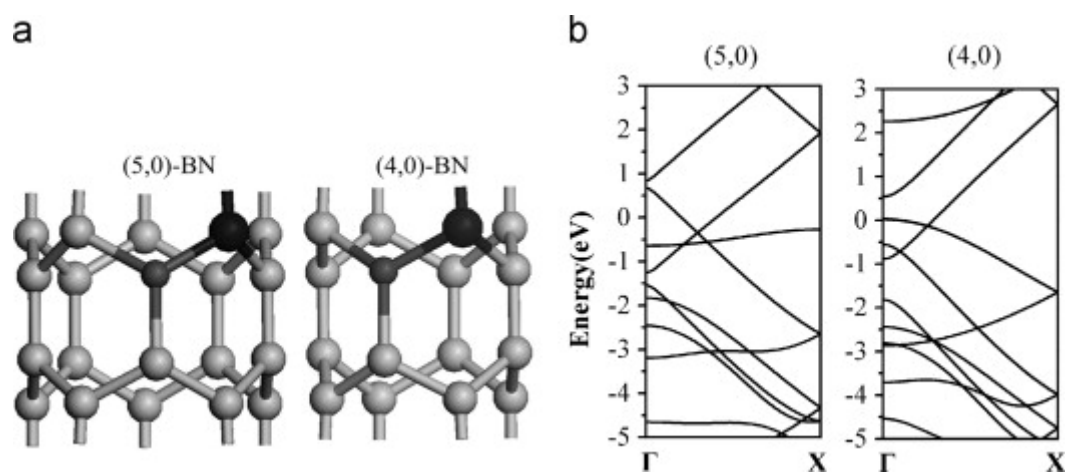 a
(5,0)-BN
(4,0)-BN
b
(5,0)
(4,0)
Energy(eV)
3
2
1
0
-1
-2
-3
-4
-5
Γ
X
3
2
1
0
-1
-2
-3
-4
-5
Γ
X